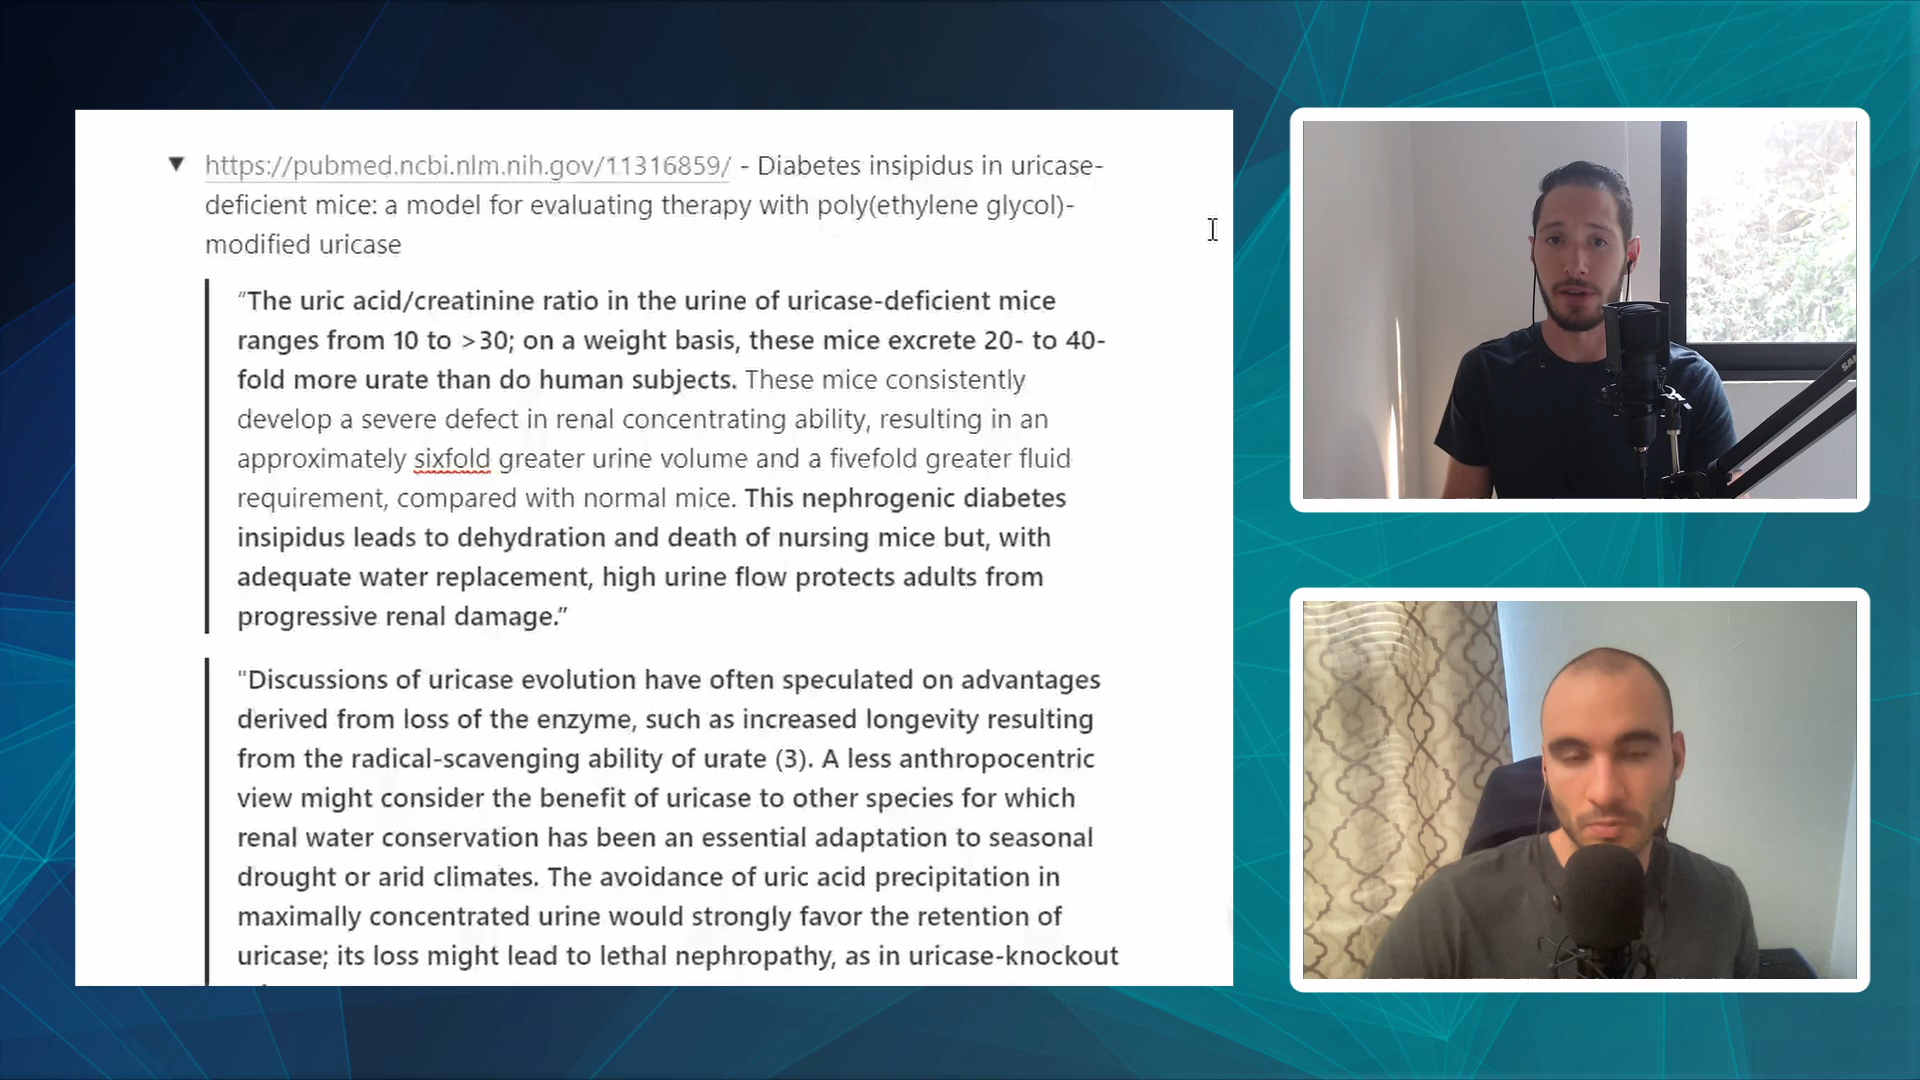 ▼ https://pubmed.ncbi.nlm.nih.gov/11316859/ - Diabetes insipidus in uricase-
deficient mice: a model for evaluating therapy with poly(ethylene glycol)-
modified uricase
"The uric acid/creatinine ratio in the urine of uricase-deficient mice
ranges from 10 to >30; on a weight basis, these mice excrete 20- to 40-
fold more urate than do human subjects. These mice consistently
develop a severe defect in renal concentrating ability, resulting in an
approximately sixfold greater urine volume and a fivefold greater fluid
requirement, compared with normal mice. This nephrogenic diabetes
insipidus leads to dehydration and death of nursing mice but, with
adequate water replacement, high urine flow protects adults from
progressive renal damage.”
"Discussions of uricase evolution have often speculated on advantages
derived from loss of the enzyme, such as increased longevity resulting
from the radical-scavenging ability of urate (3). A less anthropocentric
view might consider the benefit of uricase to other species for which
renal water conservation has been an essential adaptation to seasonal
drought or arid climates. The avoidance of uric acid precipitation in
maximally concentrated urine would strongly favor the retention of
uricase; its loss might lead to lethal nephropathy, as in uricase-knockout